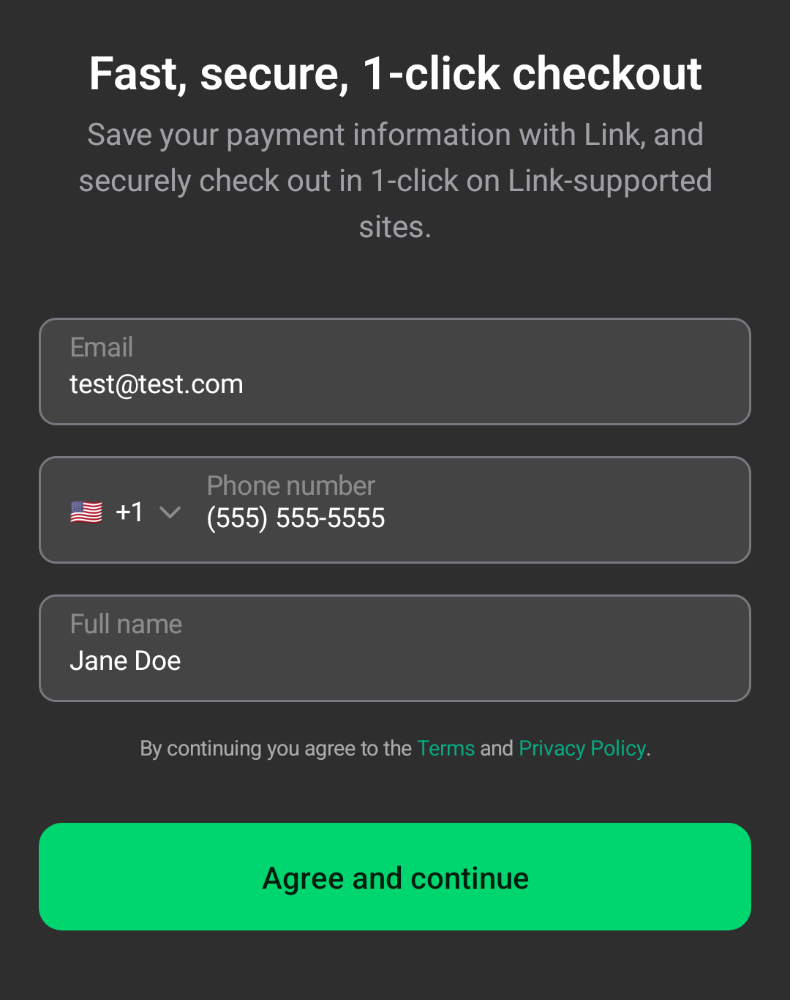 Fast, secure, 1-click checkout
Save your payment information with Link, and
securely check out in 1-click on Link-supported
sites.
Email
test@test.com
Phone number
+1 (555) 555-5555
Full name
Jane Doe
By continuing you agree to the Terms and Privacy Policy.
Agree and continue